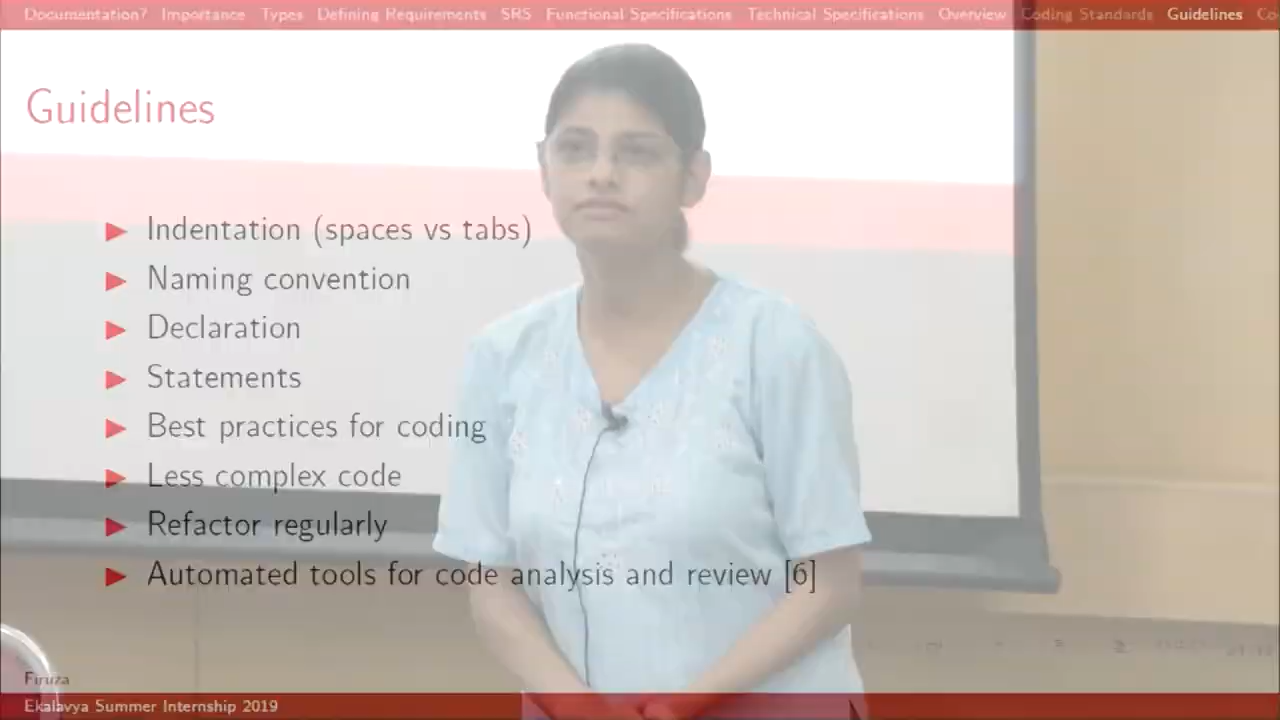 Documentation? Importance Types Defining Requirements SRS Functional Specifications Technical Specifications Overview Coding Standards Guidelines Co
Guidelines
Indentation (spaces vs tabs)
Naming convention
Declaration
Statements
Best practices for coding
Less complex code
Refactor regularly
Automated tools for code analysis and review [6]
Firuza
Ekalavya Summer Internship 2019